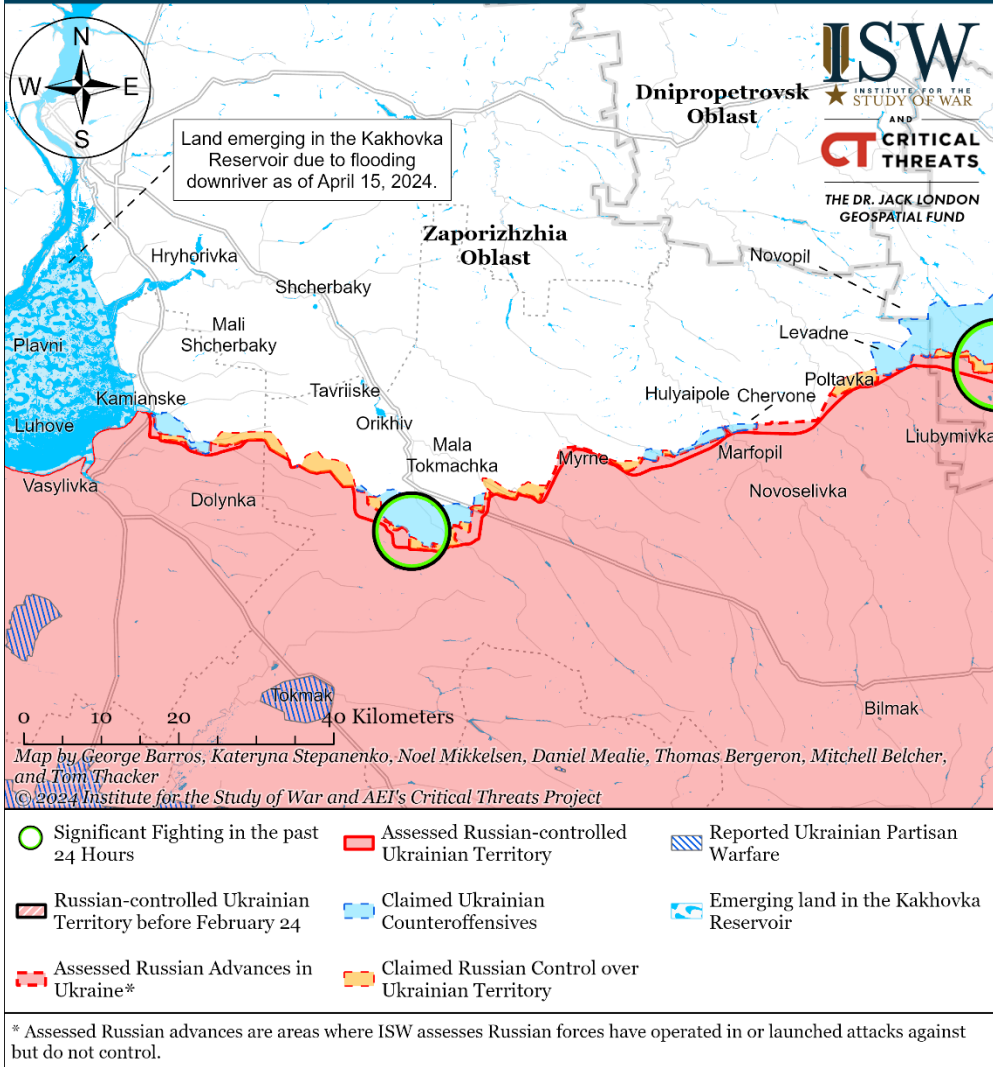 N
W
E
S
ISW
INSTITUTE FOR THE
STUDY OF WAR
AND
CT CRITICAL
THREATS
THE DR. JACK LONDON
GEOSPATIAL FUND
Dnipropetrovsk
Oblast
Land emerging in the Kakhovka
Reservoir due to flooding
downriver as of April 15, 2024.
Zaporizhzhia
Oblast
Hryhorivka
Novopil
Shcherbaky
Mali
Shcherbaky
Levadne
Plavni
Poltavka
Tavriiske
Hulyaipole
Chervone
Kamianske
Orikhiv
Luhove
Mala
Tokmachka
Liubymivka
Myrne
Marfopil
Vasylivka
Dolynka
Novoselivka
Tokmak
Bilmak
0 10 20 40 Kilometers
Map by George Barros, Kateryna Stepanenko, Noel Mikkelsen, Daniel Mealie, Thomas Bergeron, Mitchell Belcher,
and Tom Thacker
© 2024 Institute for the Study of War and AEI's Critical Threats Project
Significant Fighting in the past
24 Hours
Assessed Russian-controlled
Ukrainian Territory
Reported Ukrainian Partisan
Warfare
Russian-controlled Ukrainian
Territory before February 24
Claimed Ukrainian
Counteroffensives
Emerging land in the Kakhovka
Reservoir
Assessed Russian Advances in
Ukraine*
Claimed Russian Control over
Ukrainian Territory
* Assessed Russian advances are areas where ISW assesses Russian forces have operated in or launched attacks against
but do not control.